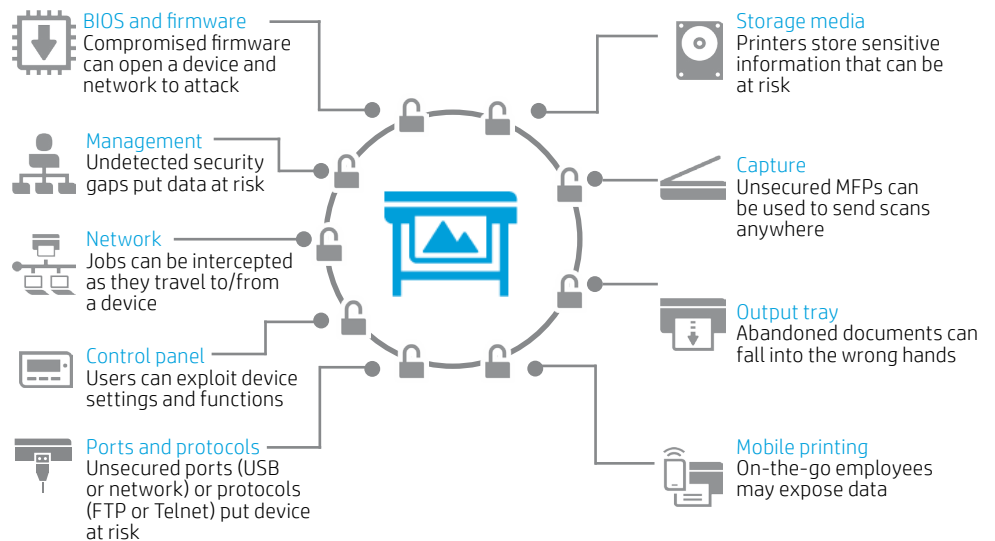 BIOS and firmware
Compromised firmware
can open a device and
network to attack
Management
Undetected security
gaps put data at risk
Network
Jobs can be intercepted
as they travel to/from
a device
Control panel
Users can exploit device
settings and functions
Ports and protocols
Unsecured ports (USB
or network) or protocols
(FTP or Telnet) put device
at risk
Storage media
Printers store sensitive
information that can be
at risk
Capture
Unsecured MFPs can
be used to send scans
anywhere
Output tray
Abandoned documents can
fall into the wrong hands
Mobile printing
On-the-go employees
may expose data